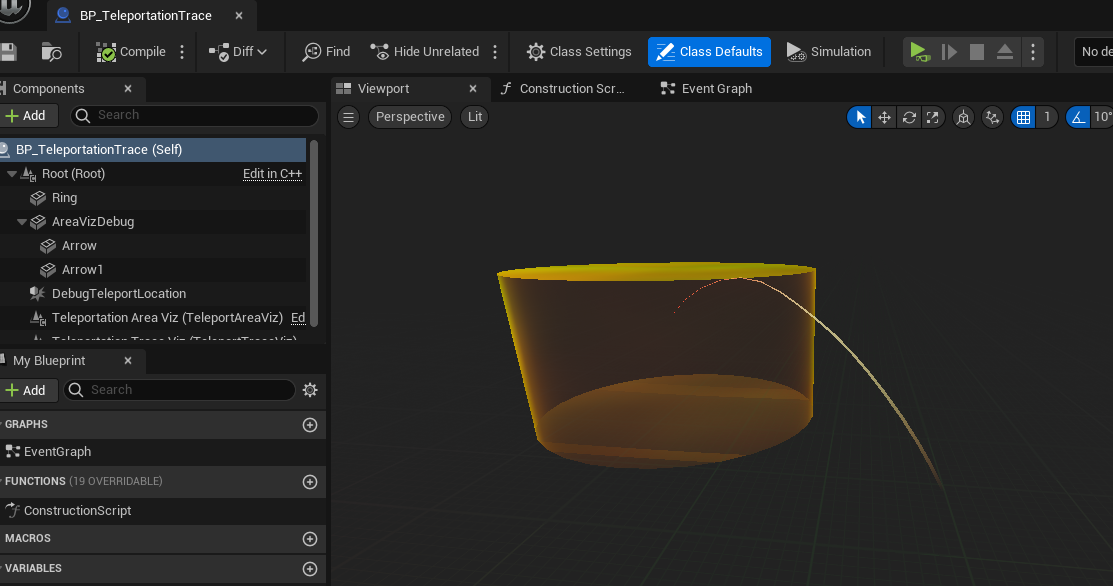 BP_TeleportationTrace
Compile
Diff
Find
Hide Unrelated
Class Settings
Class Defaults
Simulation
No de
Components
Add
Search
BP_TeleportationTrace (Self)
Root (Root)
Edit in C++
Ring
AreaVizDebug
Arrow
Arrow1
DebugTeleportLocation
Teleportation Area Viz (TeleportAreaViz)
Ed
Teleportation Trace Viz (TeleportTraceViz)
My Blueprint
Add
Search
GRAPHS
EventGraph
FUNCTIONS (19 OVERRIDABLE)
ConstructionScript
MACROS
VARIABLES
Viewport
Construction Scr...
Event Graph
Perspective
Lit
1
10°